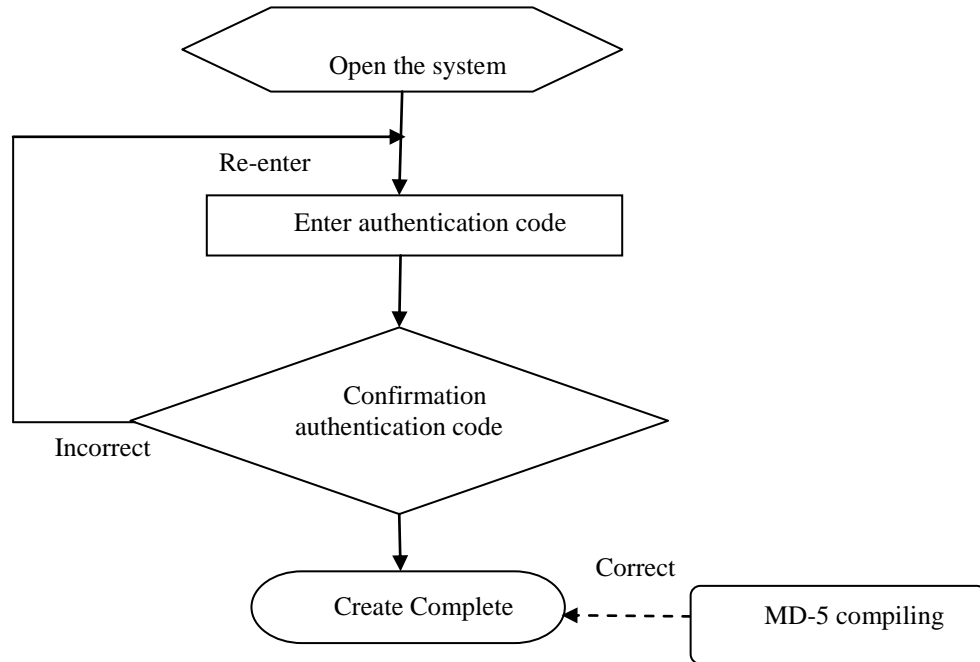 Open the system
Re-enter
Enter authentication code
Confirmation
authentication code
Incorrect
Correct
Create Complete
MD-5 compiling